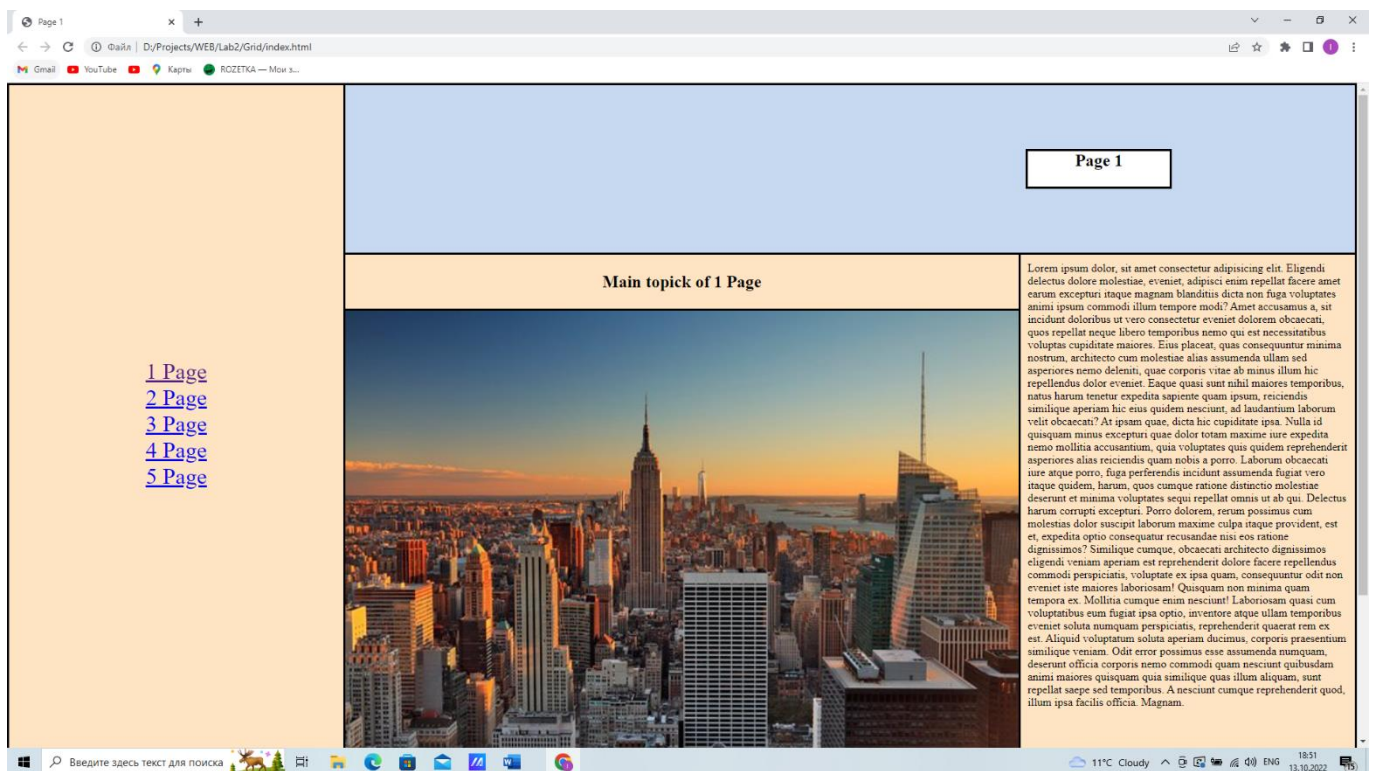 Page 1
Файл D:/Projects/WEB/Lab2/Grid/index.html
Gmail YouTube Карты ROZETKA — Мои з...
Page 1
1 Page
2 Page
3 Page
4 Page
5 Page
Main topick of 1 Page
Lorem ipsum dolor, sit amet consectetur adipisicing elit. Eligendi
delectus dolore molestiae, eveniet, adipisci enim repellat facere amet
earum excepturi itaque magnam blanditiis dicta non fuga voluptates
animi ipsum commodi illum tempore modi? Amet accusamus a, sit
incidunt doloribus ut vero consectetur eveniet dolorem obcaecati,
quos repellat neque libero temporibus nemo qui est necessitatibus
voluptas cupiditate maiores. Eius placeat, quas consequuntur minima
nostrum, architecto cum molestiae alias assumenda ullam sed
asperiores nemo deleniti, quae corporis vitae ab minus illum hic
repellendus dolor eveniet. Eaque quasi sunt nihil maiores temporibus,
natus harum tenetur expedita sapiente quam ipsum, reiciendis
similique aperiam hic eius quidem nesciunt, ad laudantium laborum
velit obcaecati? At ipsam quae, dicta hic cupiditate ipsa. Nulla id
quisquam minus excepturi quae dolor totam maxime iure expedita
nemo mollitia accusantium, quia voluptates quis quidem reprehenderit
asperiores alias reiciendis quam nobis a porro. Laborum obcaecati
iure atque porro, fuga perferendis incidunt assumenda fugiat vero
itaque quidem, harum, quos cumque ratione distinctio molestiae
deserunt et minima voluptates sequi repellat omnis ut ab qui. Delectus
harum corrupti excepturi. Porro dolorem, rerum possimus cum
molestias dolor suscipit laborum maxime culpa itaque provident, est
et, expedita optio consequatur recusandae nisi eos ratione
dignissimos? Similique cumque, obcaecati architecto dignissimos
eligendi veniam aperiam est reprehenderit dolore facere repellendus
commodi perspiciatis, voluptate ex ipsa quam, consequuntur odit non
eveniet iste maiores laboriosam! Quisquam non minima quam
tempora ex. Mollitia cumque enim nesciunt! Laboriosam quasi cum
voluptatibus eum fugiat ipsa optio, inventore atque ullam temporibus
eveniet soluta numquam perspiciatis, reprehenderit quaerat rem ex
est. Aliquid voluptatum soluta aperiam ducimus, corporis praesentium
similique veniam. Odit error possimus esse assumenda numquam,
deserunt officia corporis nemo commodi quam nesciunt quibusdam
animi maiores quisquam quia similique quas illum aliquam, sunt
repellat saepe sed temporibus. A nesciunt cumque reprehenderit quod,
illum ipsa facilis officia. Magnam.
Введите здесь текст для поиска
11°C Cloudy ENG
18:51
13.10.2022